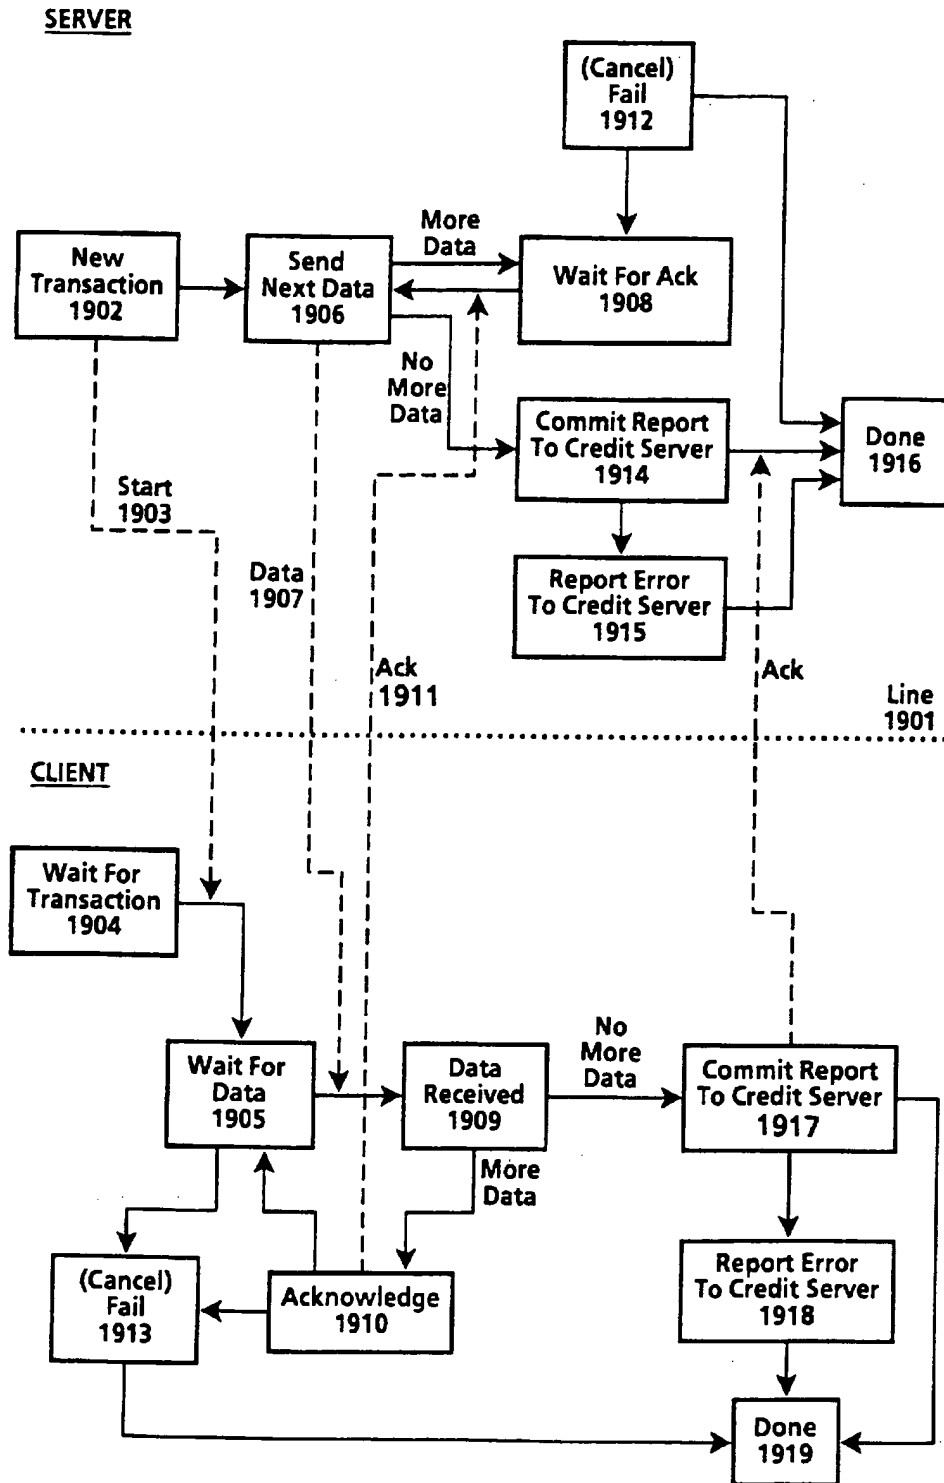 SERVER
(Cancel)
Fail
1912
New
Transaction
1902
Send
Next Data
1906
More
Data
Wait For Ack
1908
No
More
Data
Commit Report
To Credit Server
1914
Done
1916
Start
1903
Data
1907
Report Error
To Credit Server
1915
Ack
1911
Ack
Line
1901
CLIENT
Wait For
Transaction
1904
Wait For
Data
1905
Data
Received
1909
No
More
Data
Commit Report
To Credit Server
1917
More
Data
(Cancel)
Fail
1913
Acknowledge
1910
Report Error
To Credit Server
1918
Done
1919